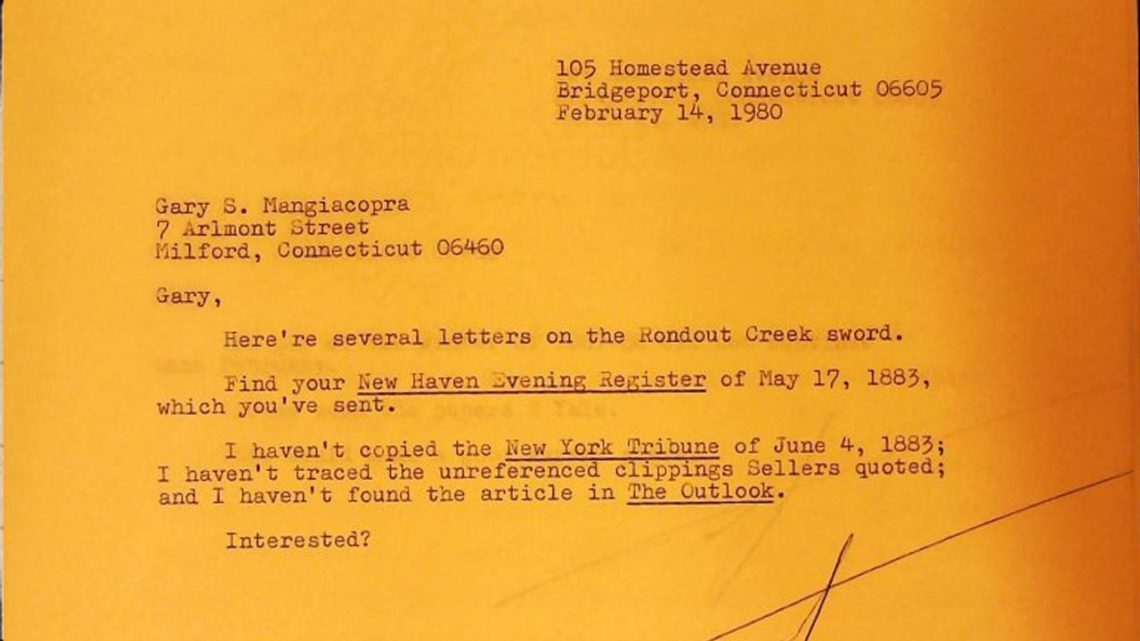 105 Homestead Avenue
Bridgeport, Connecticut 06605
February 14, 1980
Gary S. Mangiacopra
7 Arlmont Street
Milford, Connecticut 06460
Gary,
Here're several letters on the Rondout Creek sword.
Find your New Haven Evening Register of May 17, 1883,
which you've sent.
I haven't copied the New York Tribune of June 4, 1883;
I haven't traced the unreferenced clippings Sellers quoted;
and I haven't found the article in The Outlook.
Interested?